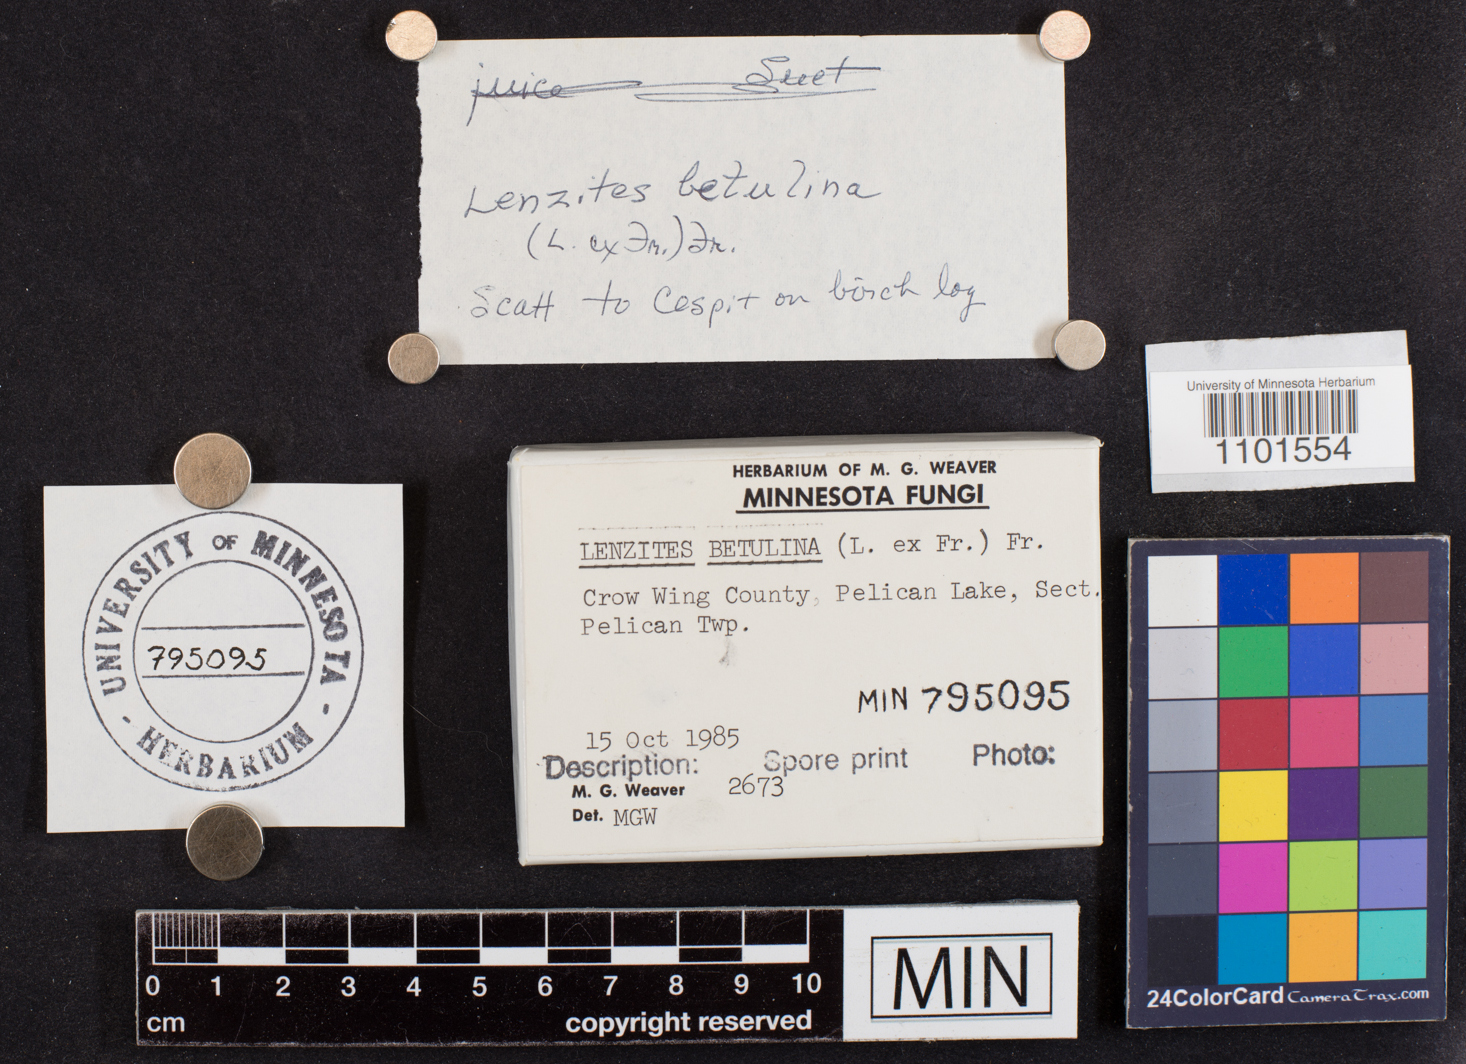 juice Suet
Lenzites betulina
(L. ex Fr.) Fr.
Scatt to Cespit on birch log
University of Minnesota Herbarium
1101554
UNIVERSITY OF MINNESOTA
795095
- HERBARIUM -
HERBARIUM OF M. G. WEAVER
MINNESOTA FUNGI
LENZITES BETULINA (L. ex Fr.) Fr.
Crow Wing County, Pelican Lake, Sect.
Pelican Twp.
MIN 795095
15 Oct 1985
Description: Spore print Photo:
M. G. Weaver 2673
Det. MGW
0 1 2 3 4 5 6 7 8 9 10
cm copyright reserved
MIN
24ColorCard CameraTrax.com